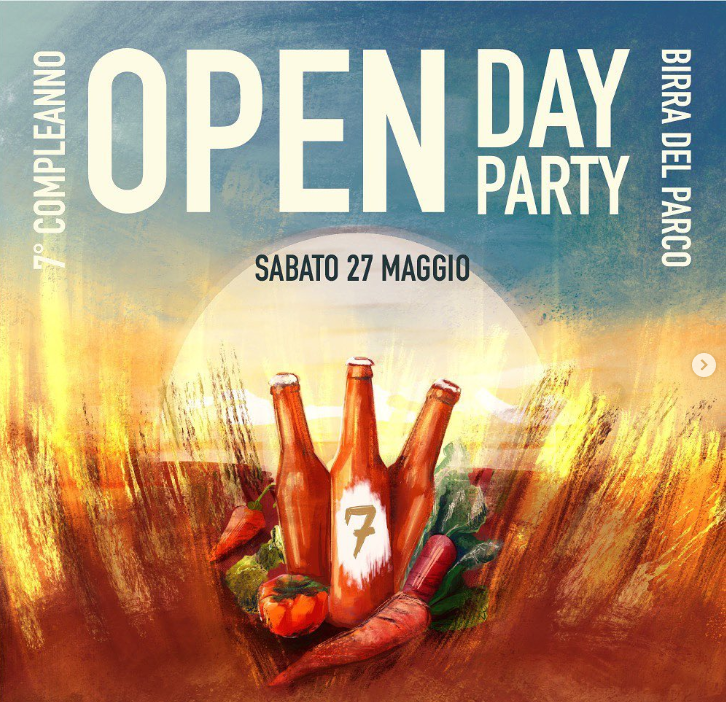 7° COMPLEANNO
OPEN
DAY
PARTY
BIRRA DEL PARCO
SABATO 27 MAGGIO
7